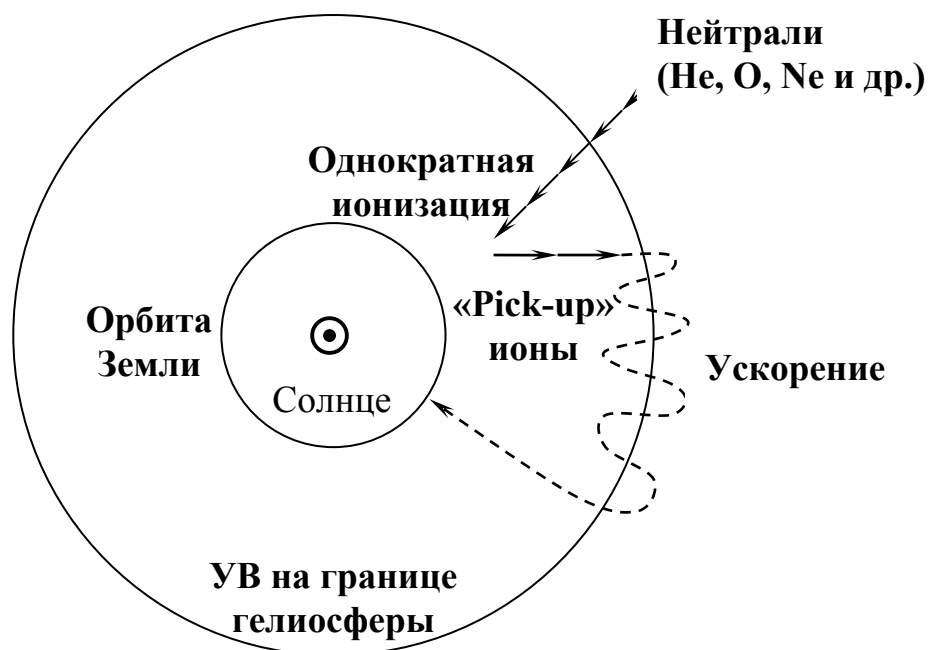 Нейтрали
(He, O, Ne и др.)
Однократная
ионизация
«Pick-up»
ионы
Орбита
Земли
Солнце
Ускорение
УВ на границе
гелиосферы